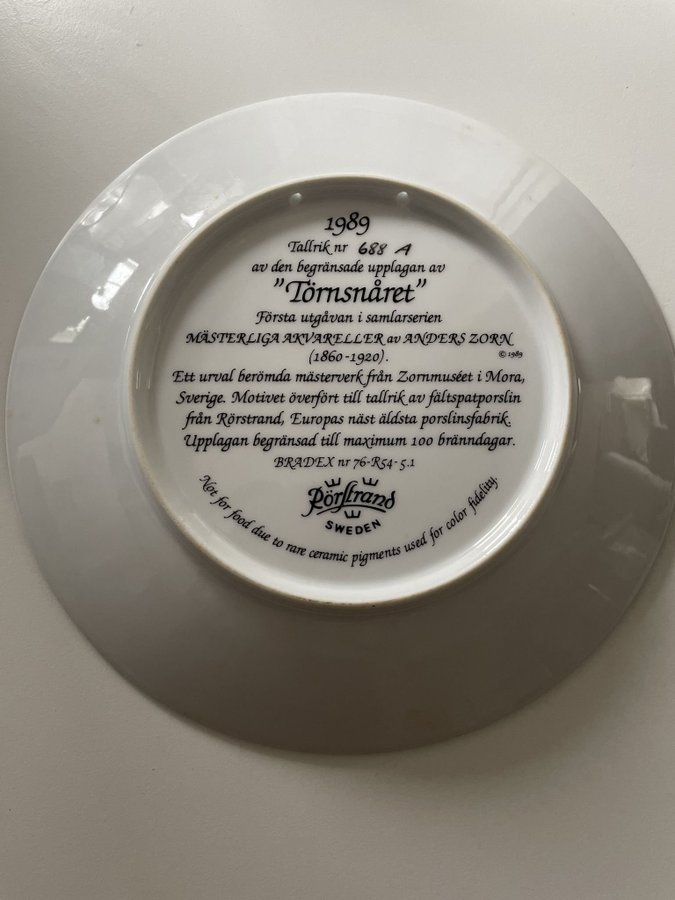 1989
Tallrik nr 688 A
av den begränsade upplagan av
"Törnsnåret"
Första utgåvan i samlarserien
MÄSTERLIGA AKVARELLER av ANDERS ZORN
(1860-1920).
© 1989
Ett urval berömda mästerverk från Zornmuséet i Mora,
Sverige. Motivet överfört till tallrik av fältspatporslin
från Rörstrand, Europas näst äldsta porslinsfabrik.
Upplagan begränsad till maximum 100 bränndagar.
BRADEX nr 76-R54-5.1
Rörstrand
SWEDEN
Not for food due to rare ceramic pigments used for color fidelity.